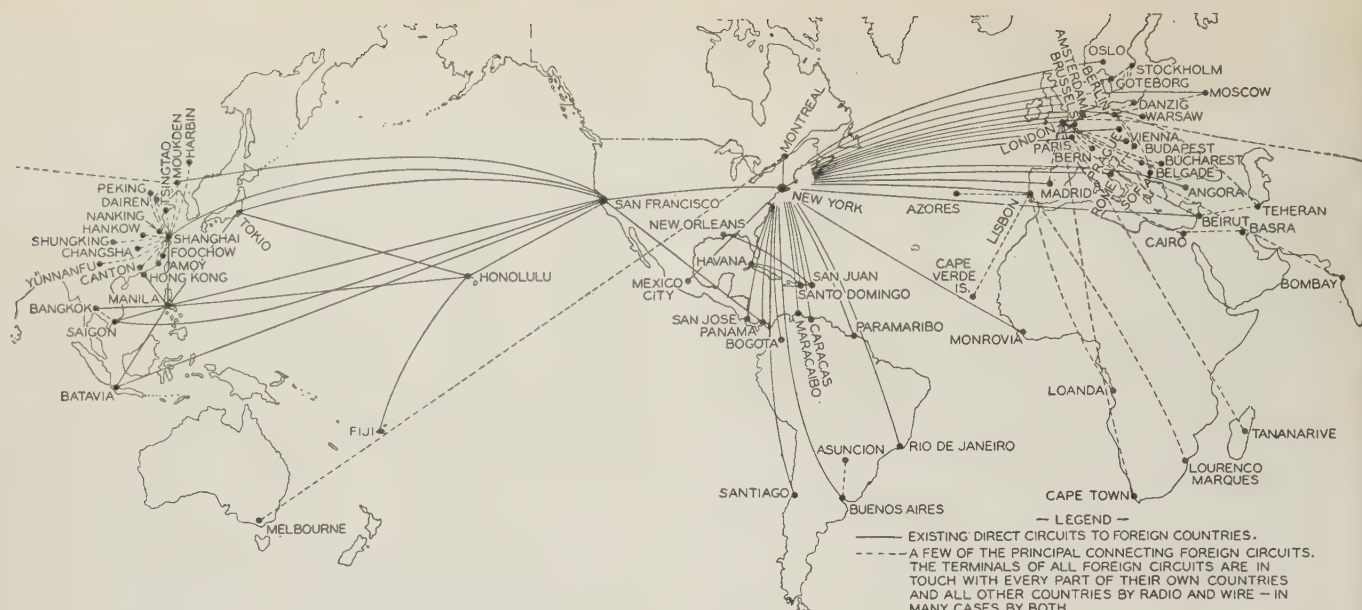 OSLO
STOCKHOLM
GOTEBORG
MOSCOW
DANZIG
WARSAW
AMSTERDAM
BRUSSELS
BERLIN
LONDON
PARIS
BERN
PRAGUE
VIENNA
BUDAPEST
BUCHAREST
BELGADE
ROME
SOFIA
ANGORA
MADRID
LISBON
AZORES
TEHERAN
BEIRUT
BASRA
CAIRO
BOMBAY
CAPE
VERDE
IS.
MONROVIA
LOANDA
TANANARIVE
LOURENCO
MARQUES
CAPE TOWN
MONTREAL
NEW YORK
SAN FRANCISCO
NEW ORLEANS
HAVANA
MEXICO
CITY
SAN JUAN
SANTO DOMINGO
SAN JOSE
PANAMA
BOGOTA
CARACAS
MARACAIBO
PARAMARIBO
ASUNCION
RIO DE JANEIRO
SANTIAGO
BUENOS AIRES
HARBIN
MOUKDEN
TSINGTAO
PEKING
DAIREN
NANKING
HANKOW
SHUNGKING
CHANGSHA
YÜNNANFU
CANTON
SHANGHAI
FOOCHOW
AMOY
HONG KONG
TOKIO
MANILA
BANGKOK
SAIGON
BATAVIA
HONOLULU
FIJI
MELBOURNE
— LEGEND —
EXISTING DIRECT CIRCUITS TO FOREIGN COUNTRIES.
A FEW OF THE PRINCIPAL CONNECTING FOREIGN CIRCUITS.
THE TERMINALS OF ALL FOREIGN CIRCUITS ARE IN
TOUCH WITH EVERY PART OF THEIR OWN COUNTRIES
AND ALL OTHER COUNTRIES BY RADIO AND WIRE — IN
MANY CASES BY BOTH